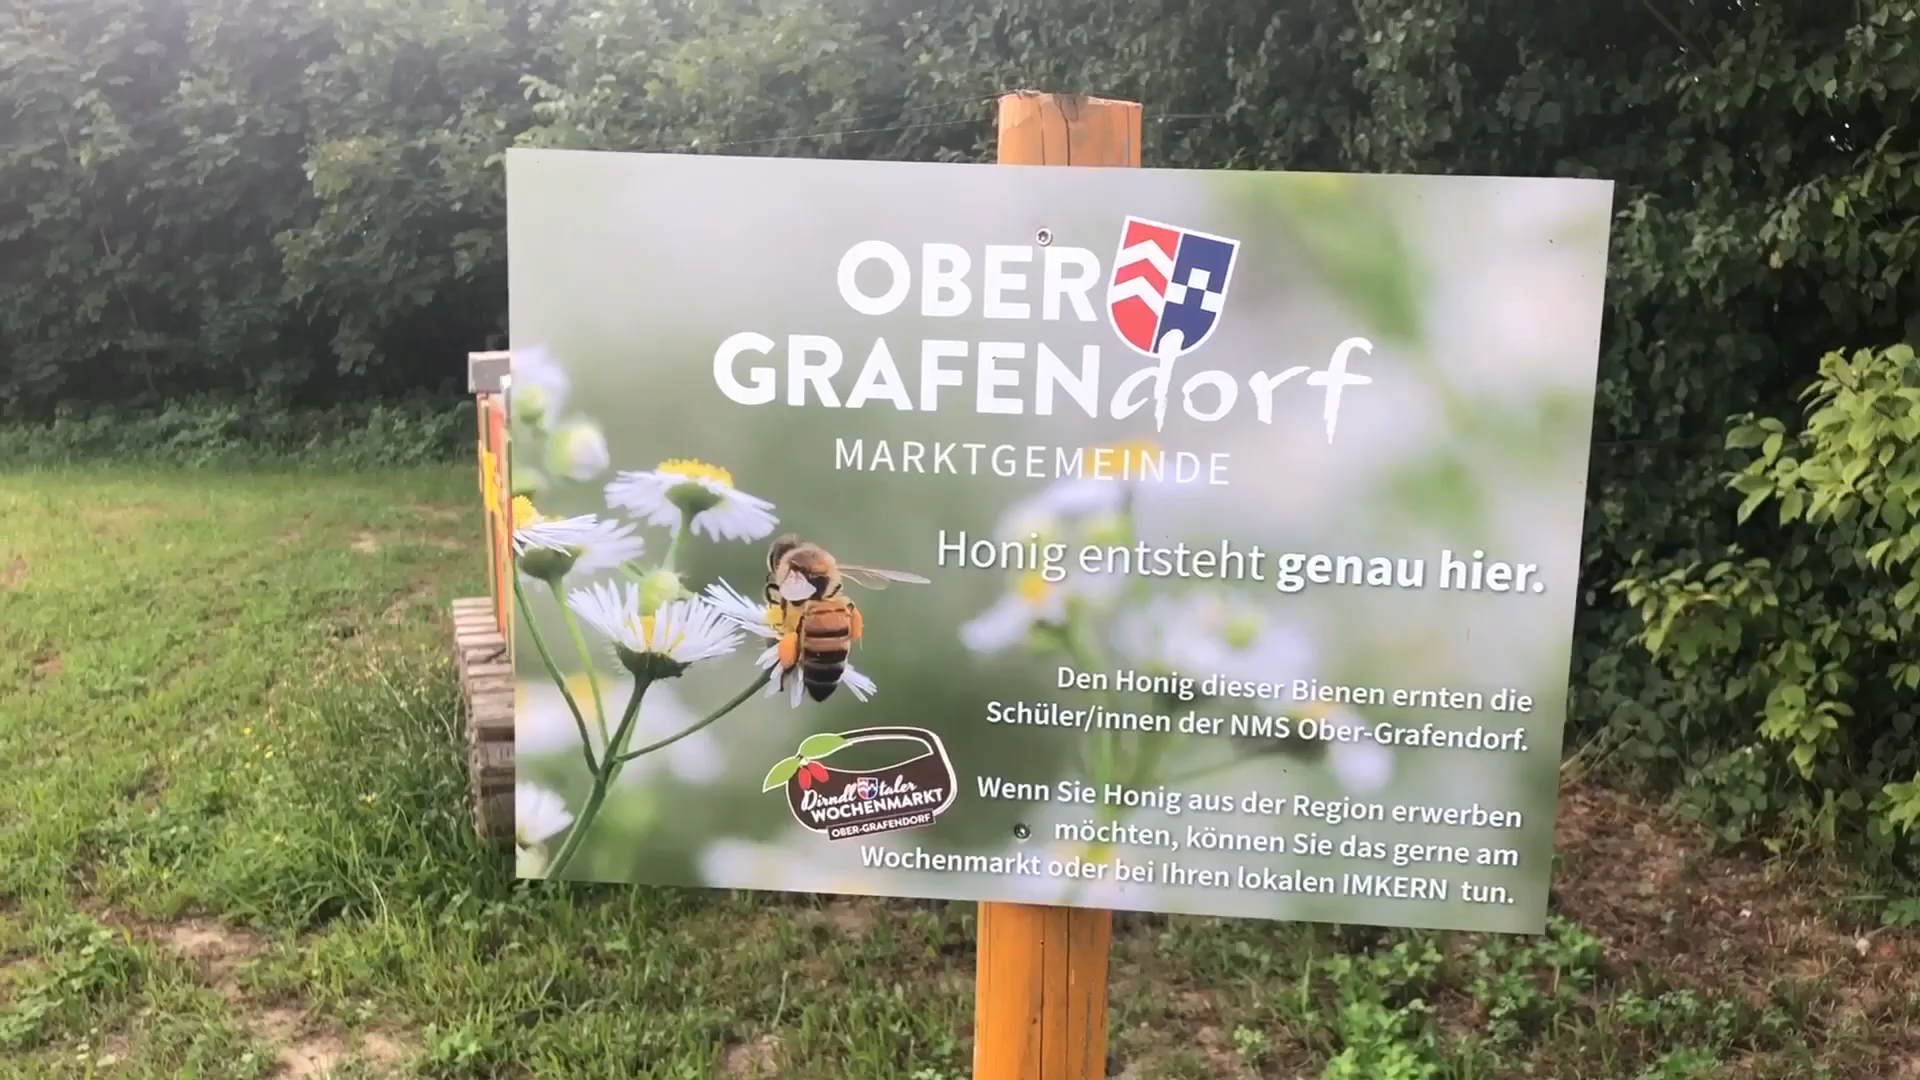 OBER
GRAFENdorf
MARKTGEMEINDE
Honig entsteht genau hier.
Den Honig dieser Bienen ernten die
Schüler/innen der NMS Ober-Grafendorf.
Dirndltaler
WOCHENMARKT
OBER-GRAFENDORF
Wenn Sie Honig aus der Region erwerben
möchten, können Sie das gerne am
Wochenmarkt oder bei Ihren lokalen IMKERN tun.